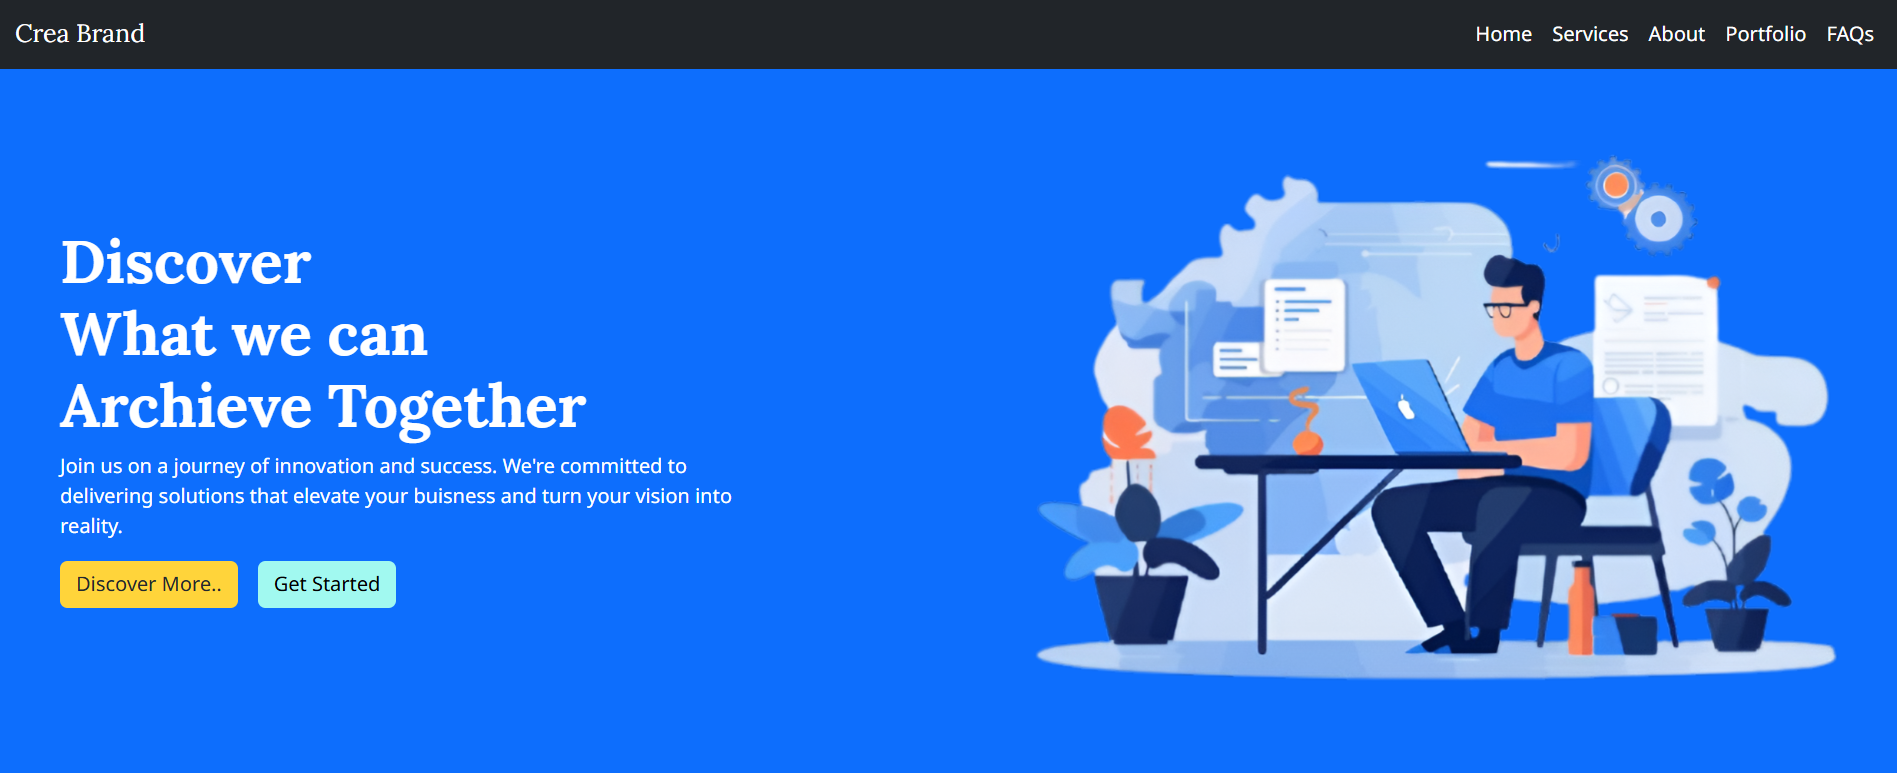 Crea Brand
Home Services About Portfolio FAQs
Discover
What we can
Archieve Together
Join us on a journey of innovation and success. We're committed to
delivering solutions that elevate your buisness and turn your vision into
reality.
Discover More..
Get Started